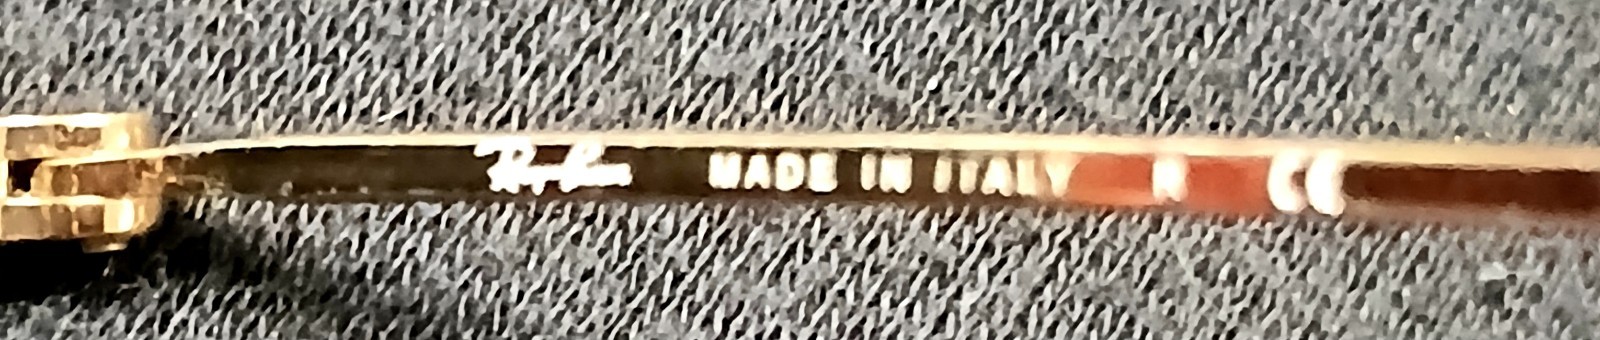 Ray-Ban MADE IN ITALY R CE